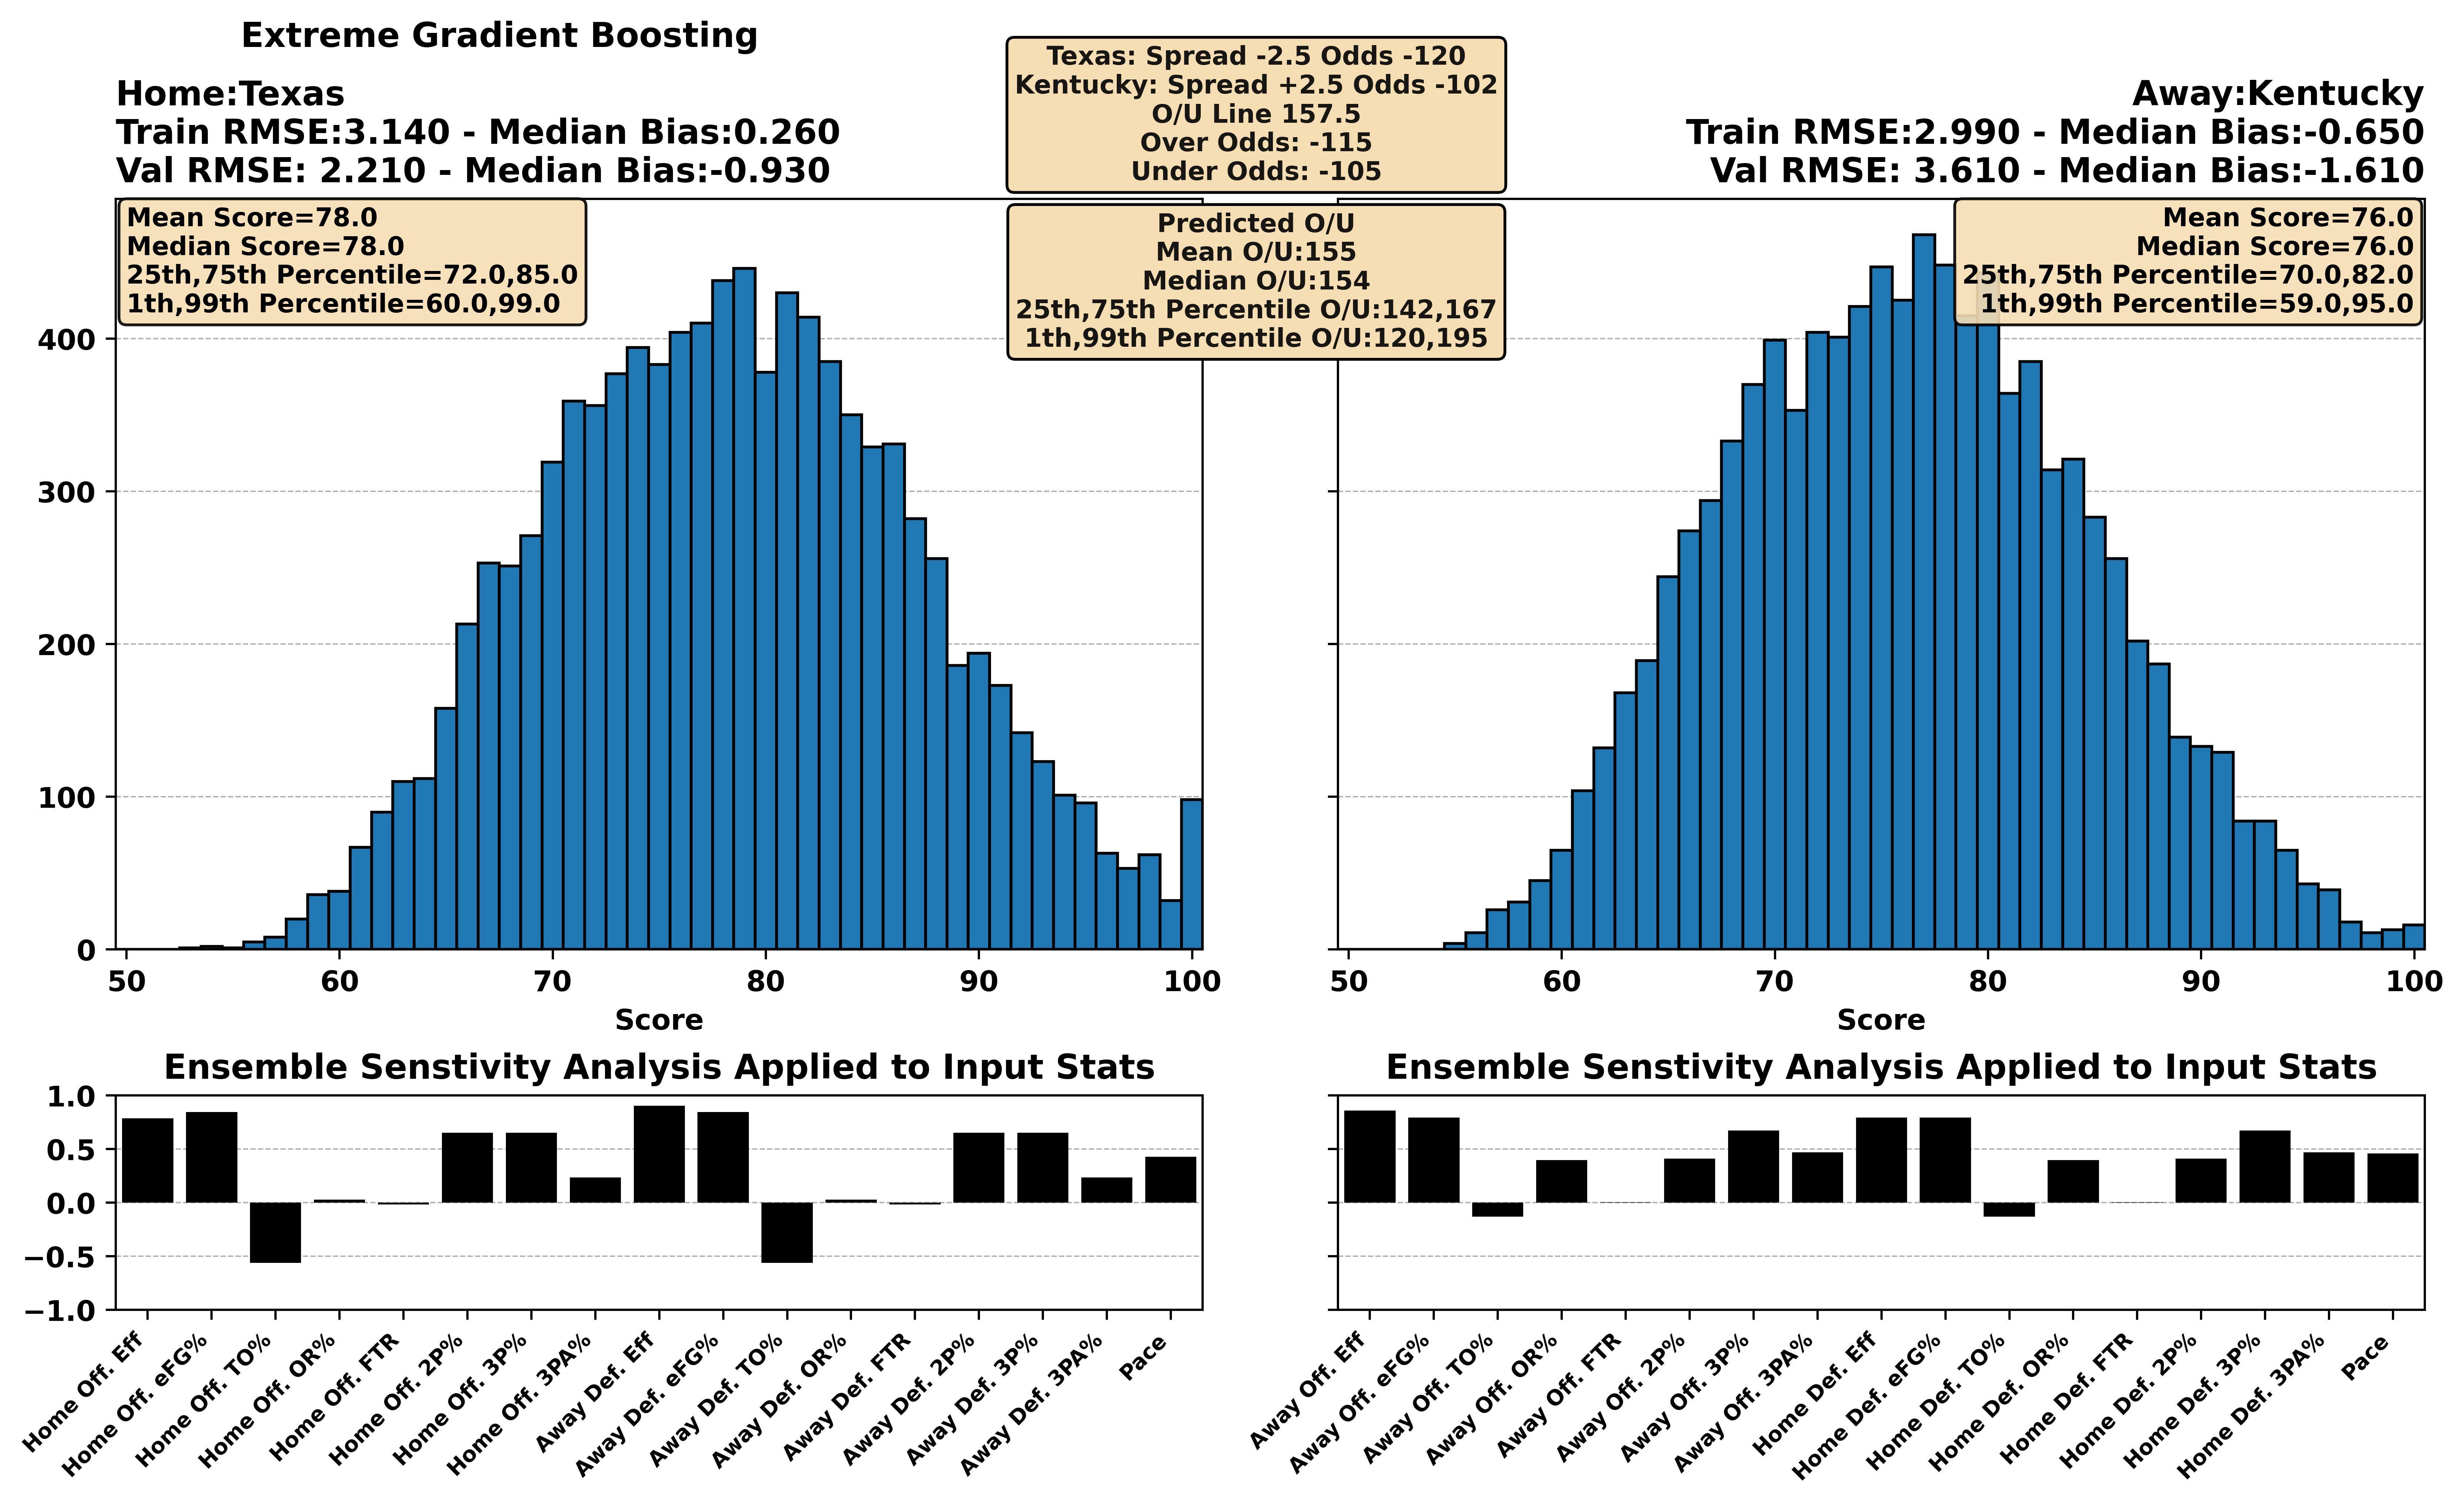 Extreme Gradient Boosting
Home:Texas
Train RMSE:3.140 - Median Bias:0.260
Val RMSE: 2.210 - Median Bias:-0.930
Texas: Spread -2.5 Odds -120
Kentucky: Spread +2.5 Odds -102
O/U Line 157.5
Over Odds: -115
Under Odds: -105
Away:Kentucky
Train RMSE:2.990 - Median Bias:-0.650
Val RMSE: 3.610 - Median Bias:-1.610
Mean Score=78.0
Median Score=78.0
25th,75th Percentile=72.0,85.0
1th,99th Percentile=60.0,99.0
Predicted O/U
Mean O/U:155
Median O/U:154
25th,75th Percentile O/U:142,167
1th,99th Percentile O/U:120,195
Mean Score=76.0
Median Score=76.0
25th,75th Percentile=70.0,82.0
1th,99th Percentile=59.0,95.0
400
300
200
100
0
50 60 70 80 90 100
Score
50 60 70 80 90 100
Score
Ensemble Senstivity Analysis Applied to Input Stats
1.0
0.5
0.0
−0.5
−1.0
Home Off. Eff
Home Off. eFG%
Home Off. TO%
Home Off. OR%
Home Off. FTR
Home Off. 2P%
Home Off. 3P%
Home Off. 3PA%
Away Def. Eff
Away Def. eFG%
Away Def. TO%
Away Def. OR%
Away Def. FTR
Away Def. 2P%
Away Def. 3P%
Away Def. 3PA%
Pace
Ensemble Senstivity Analysis Applied to Input Stats
Away Off. Eff
Away Off. eFG%
Away Off. TO%
Away Off. OR%
Away Off. FTR
Away Off. 2P%
Away Off. 3P%
Away Off. 3PA%
Home Def. Eff
Home Def. eFG%
Home Def. TO%
Home Def. OR%
Home Def. FTR
Home Def. 2P%
Home Def. 3P%
Home Def. 3PA%
Pace